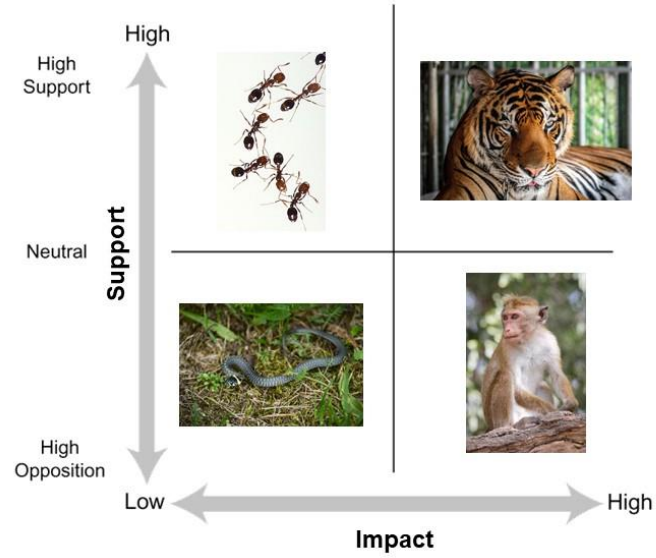 High
High
Support
Support
Neutral
High
Opposition
Low
High
Impact